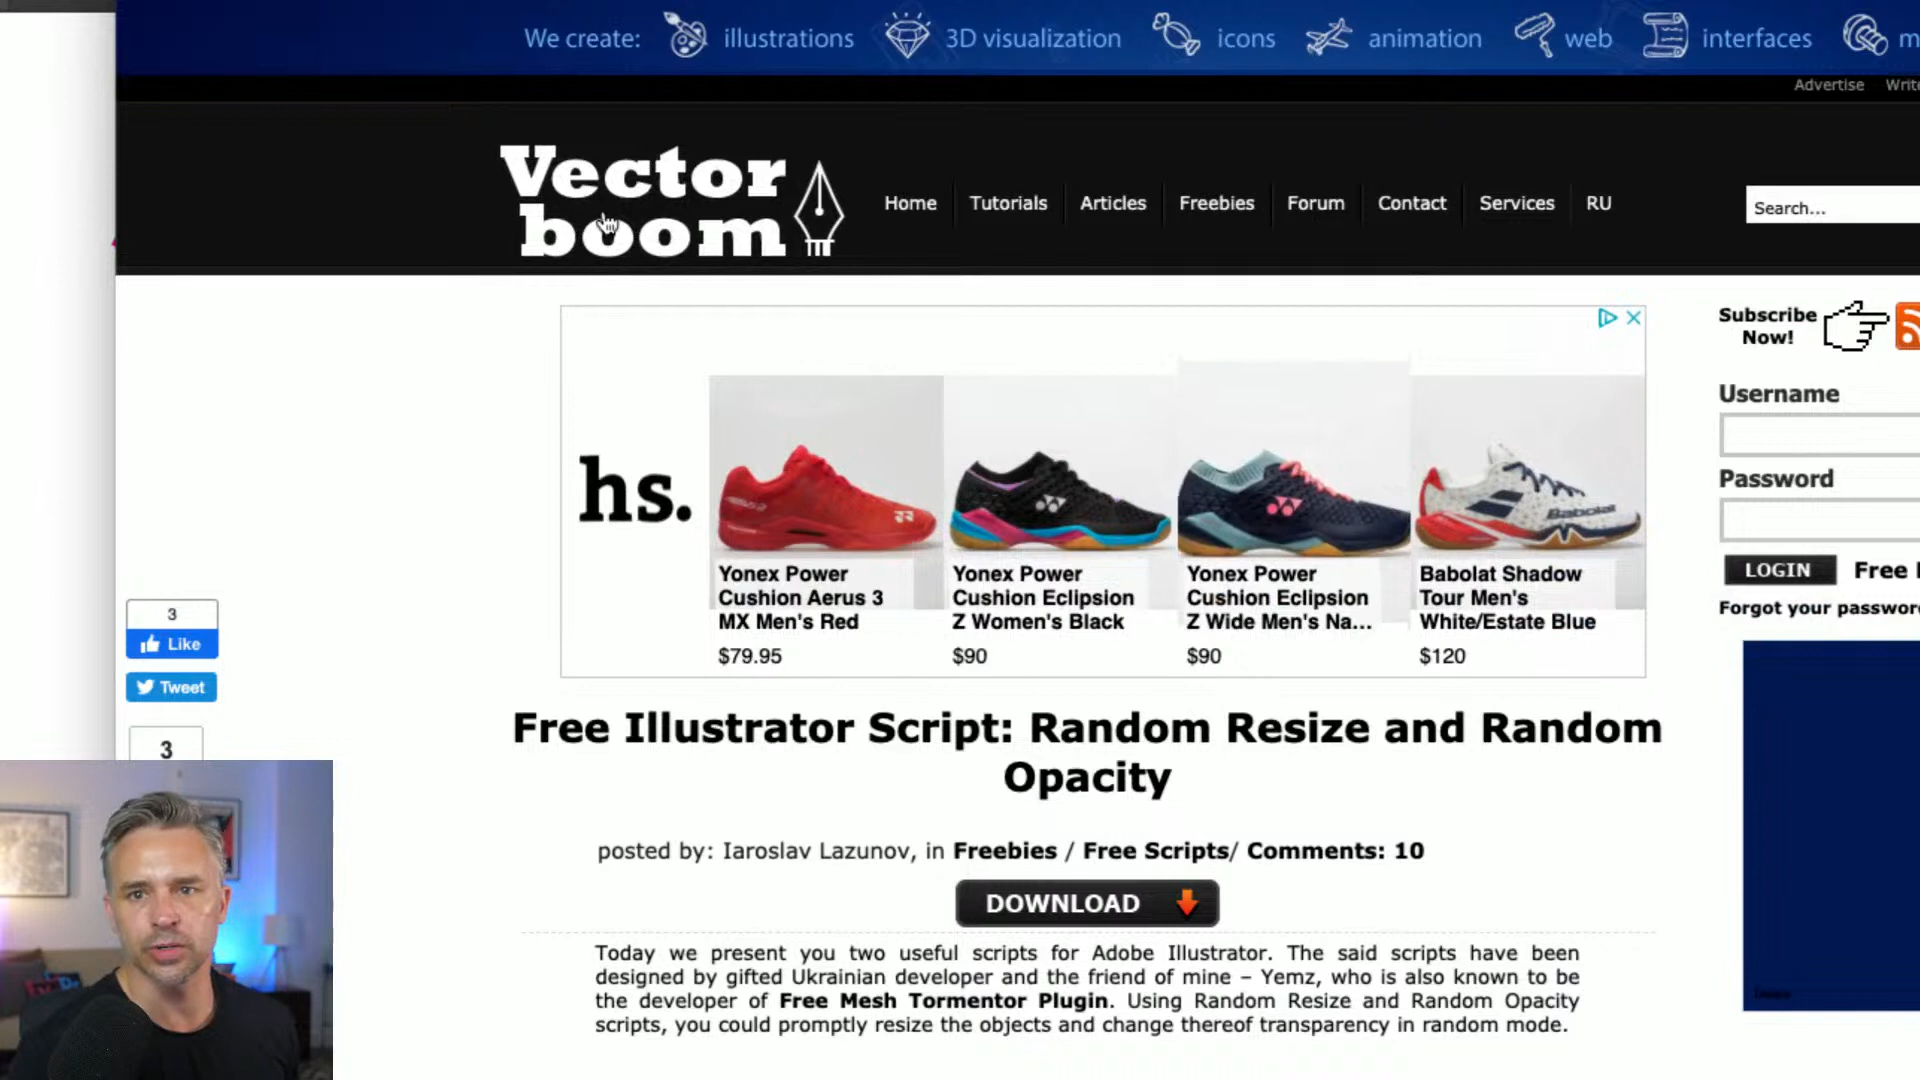 We create: illustrations 3D visualization icons animation web interfaces
Advertise
Vector
boom
Home Tutorials Articles Freebies Forum Contact Services RU
Search...
Subscribe
Now!
hs.
Yonex Power
Cushion Aerus 3
MX Men's Red
$79.95
Yonex Power
Cushion Eclipsion
Z Women's Black
$90
Yonex Power
Cushion Eclipsion
Z Wide Men's Na...
$90
Babolat Shadow
Tour Men's
White/Estate Blue
$120
Username
Password
LOGIN Free
Forgot your password
3
Like
Tweet
3
Free Illustrator Script: Random Resize and Random
Opacity
posted by: Iaroslav Lazunov, in Freebies / Free Scripts/ Comments: 10
DOWNLOAD
Today we present you two useful scripts for Adobe Illustrator. The said scripts have been
designed by gifted Ukrainian developer and the friend of mine – Yemz, who is also known to be
the developer of Free Mesh Tormentor Plugin. Using Random Resize and Random Opacity
scripts, you could promptly resize the objects and change thereof transparency in random mode.